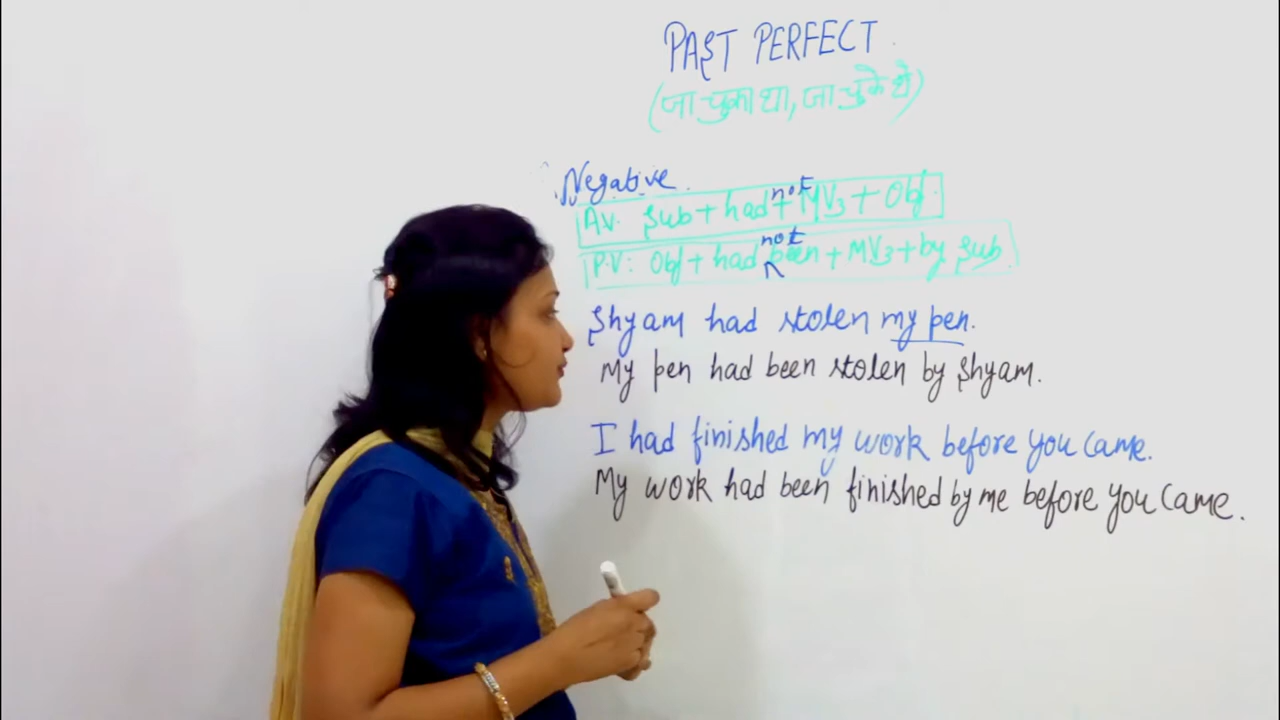 PAST PERFECT
(जा चुका था, जा चुके थे)
Negative.
not
AV. Sub + had + MV3 + Obj.
not
P.V: Obj + had been + MV3 + by sub.
Shyam had stolen my pen.
My pen had been stolen by Shyam.
I had finished my work before you came.
My work had been finished by me before you came.